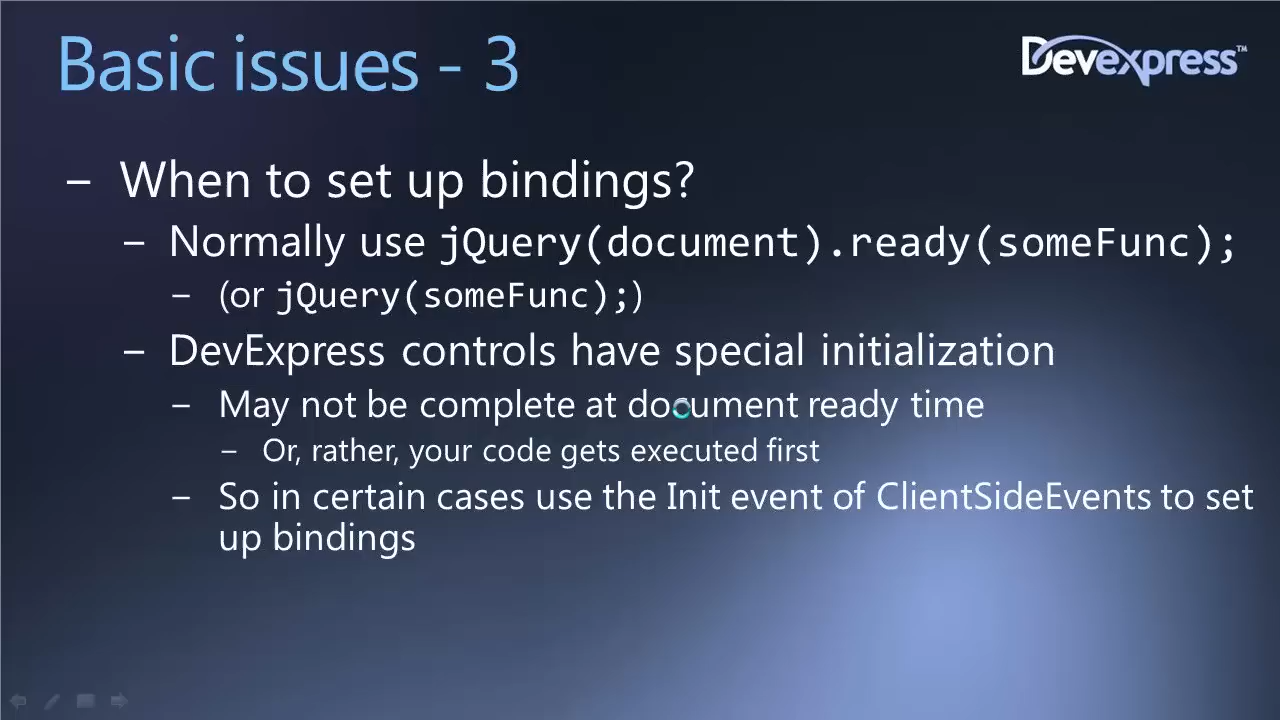 Basic issues - 3
DevExpress™
– When to set up bindings?
– Normally use jQuery(document).ready(someFunc);
– (or jQuery(someFunc);)
– DevExpress controls have special initialization
– May not be complete at document ready time
– Or, rather, your code gets executed first
– So in certain cases use the Init event of ClientSideEvents to set
up bindings